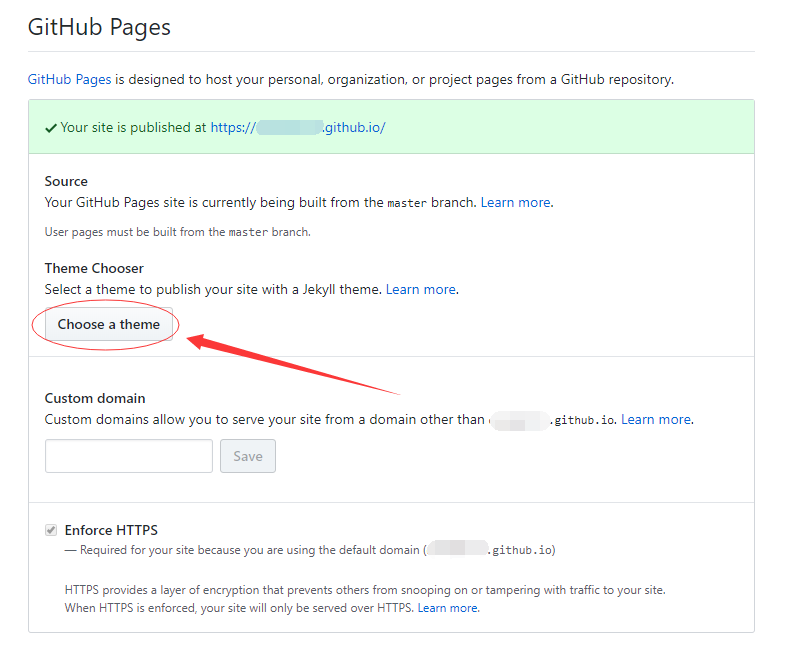 GitHub Pages
GitHub Pages is designed to host your personal, organization, or project pages from a GitHub repository.
Your site is published at https://.github.io/
Source
Your GitHub Pages site is currently being built from the master branch. Learn more.
User pages must be built from the master branch.
Theme Chooser
Select a theme to publish your site with a Jekyll theme. Learn more.
Choose a theme
Custom domain
Custom domains allow you to serve your site from a domain other than .github.io. Learn more.
Save
Enforce HTTPS
— Required for your site because you are using the default domain (.github.io)
HTTPS provides a layer of encryption that prevents others from snooping on or tampering with traffic to your site.
When HTTPS is enforced, your site will only be served over HTTPS. Learn more.